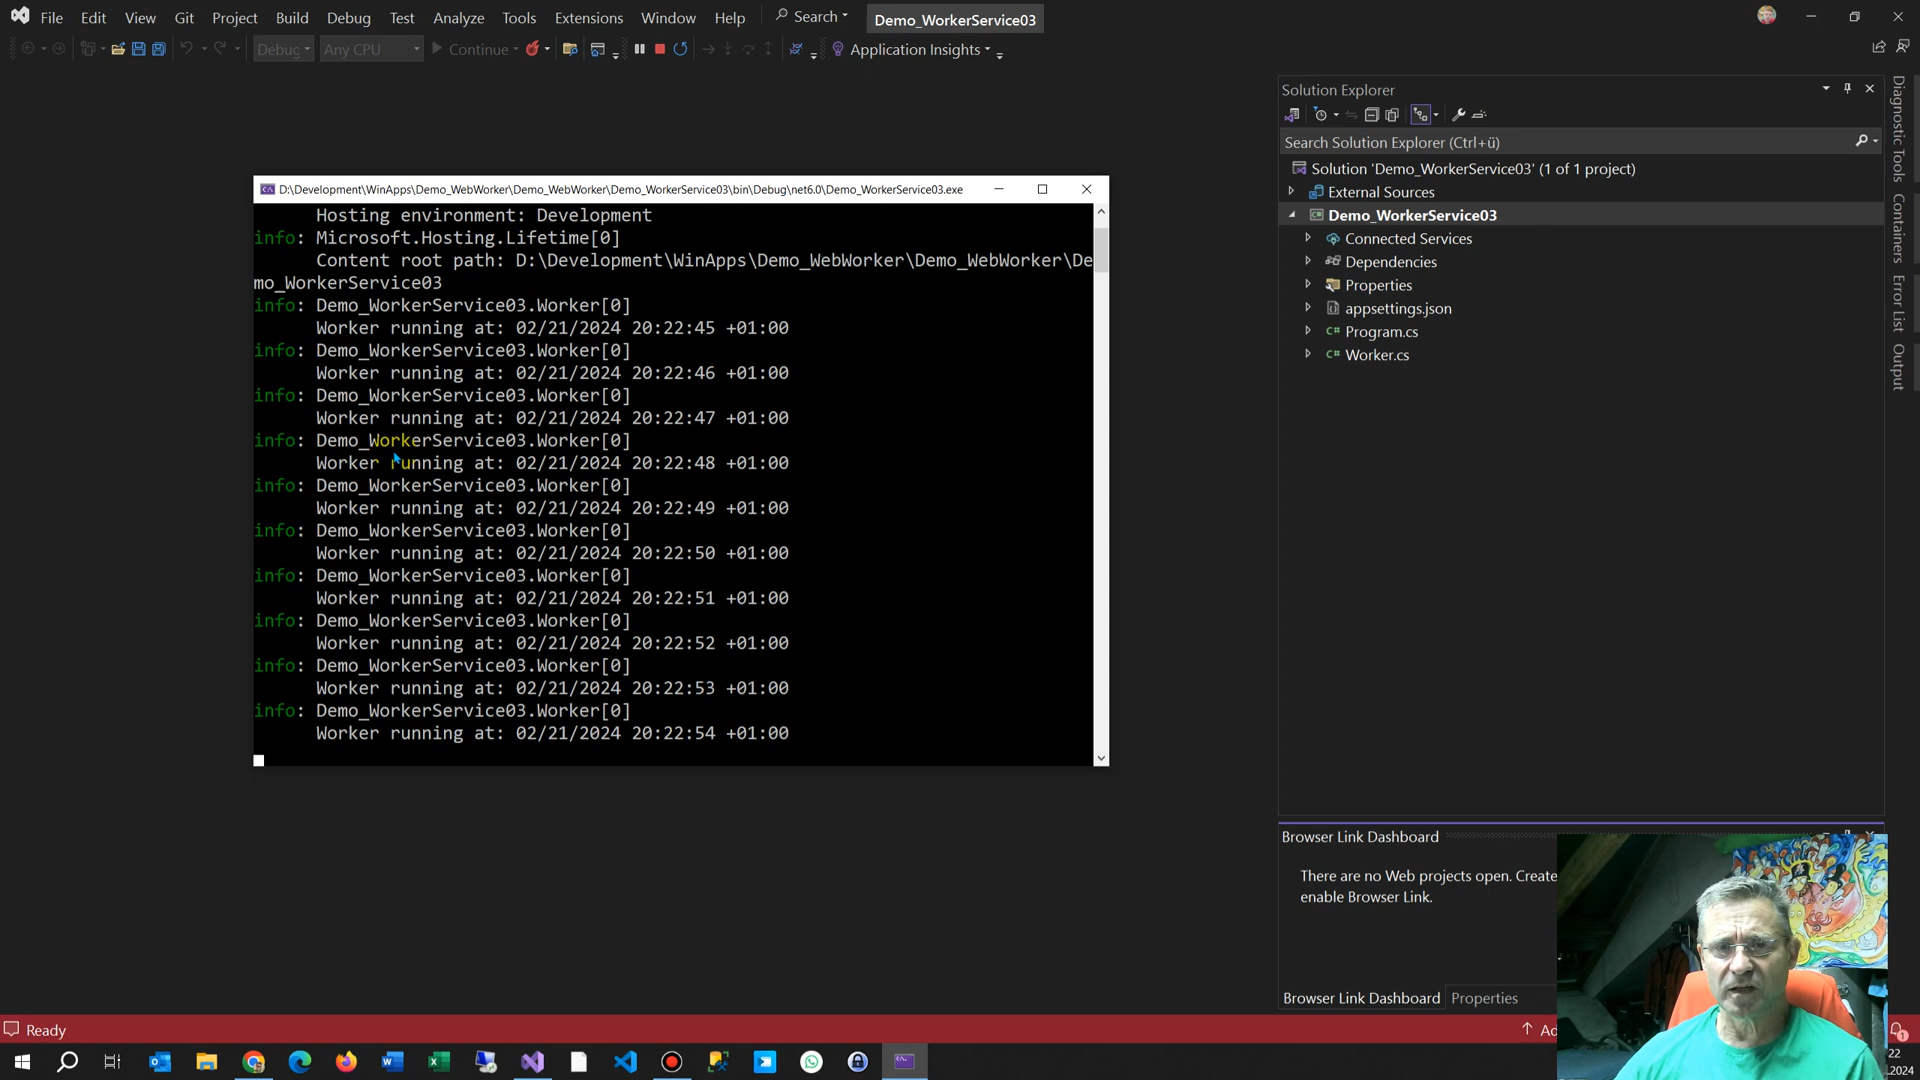 File Edit View Git Project Build Debug Test Analyze Tools Extensions Window Help Search Demo_WorkerService03
Debug Any CPU Continue Application Insights
Solution Explorer
Search Solution Explorer (Ctrl+ü)
Solution 'Demo_WorkerService03' (1 of 1 project)
External Sources
Demo_WorkerService03
Connected Services
Dependencies
Properties
appsettings.json
Program.cs
Worker.cs
Diagnostic Tools
Containers
Error List
Output
D:\Development\WinApps\Demo_WebWorker\Demo_WebWorker\Demo_WorkerService03\bin\Debug\net6.0\Demo_WorkerService03.exe
Hosting environment: Development
info: Microsoft.Hosting.Lifetime[0]
Content root path: D:\Development\WinApps\Demo_WebWorker\Demo_WebWorker\De
mo_WorkerService03
info: Demo_WorkerService03.Worker[0]
Worker running at: 02/21/2024 20:22:45 +01:00
info: Demo_WorkerService03.Worker[0]
Worker running at: 02/21/2024 20:22:46 +01:00
info: Demo_WorkerService03.Worker[0]
Worker running at: 02/21/2024 20:22:47 +01:00
info: Demo_WorkerService03.Worker[0]
Worker running at: 02/21/2024 20:22:48 +01:00
info: Demo_WorkerService03.Worker[0]
Worker running at: 02/21/2024 20:22:49 +01:00
info: Demo_WorkerService03.Worker[0]
Worker running at: 02/21/2024 20:22:50 +01:00
info: Demo_WorkerService03.Worker[0]
Worker running at: 02/21/2024 20:22:51 +01:00
info: Demo_WorkerService03.Worker[0]
Worker running at: 02/21/2024 20:22:52 +01:00
info: Demo_WorkerService03.Worker[0]
Worker running at: 02/21/2024 20:22:53 +01:00
info: Demo_WorkerService03.Worker[0]
Worker running at: 02/21/2024 20:22:54 +01:00
Browser Link Dashboard
There are no Web projects open. Create
enable Browser Link.
Browser Link Dashboard Properties
Ready
22
.2024